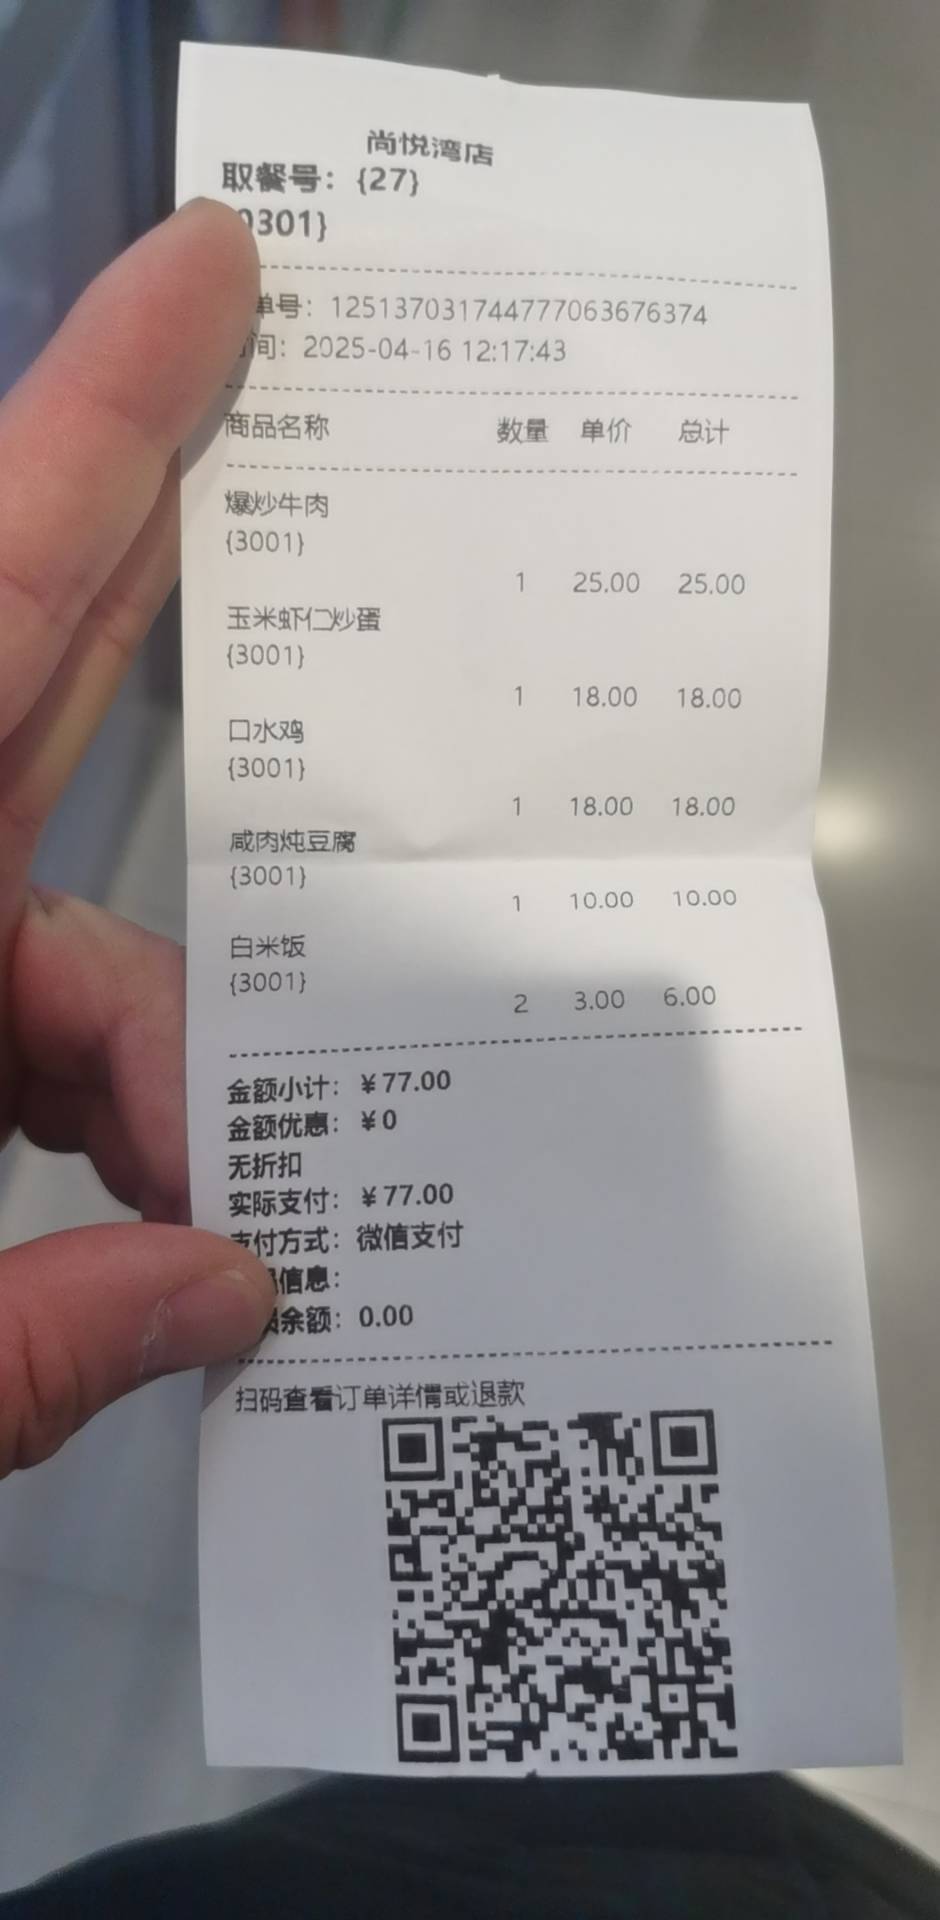 尚悦湾店
取餐号：{27}
0301}
单号：1251370317447777063676374
间：2025-04-16 12:17:43
商品名称 数量 单价 总计
爆炒牛肉
{3001}
1 25.00 25.00
玉米虾仁炒蛋
{3001}
1 18.00 18.00
口水鸡
{3001}
1 18.00 18.00
咸肉炖豆腐
{3001}
1 10.00 10.00
白米饭
{3001}
2 3.00 6.00
金额小计：￥77.00
金额优惠：￥0
无折扣
实际支付：￥77.00
支付方式：微信支付
信息：
余额：0.00
扫码查看订单详情或退款